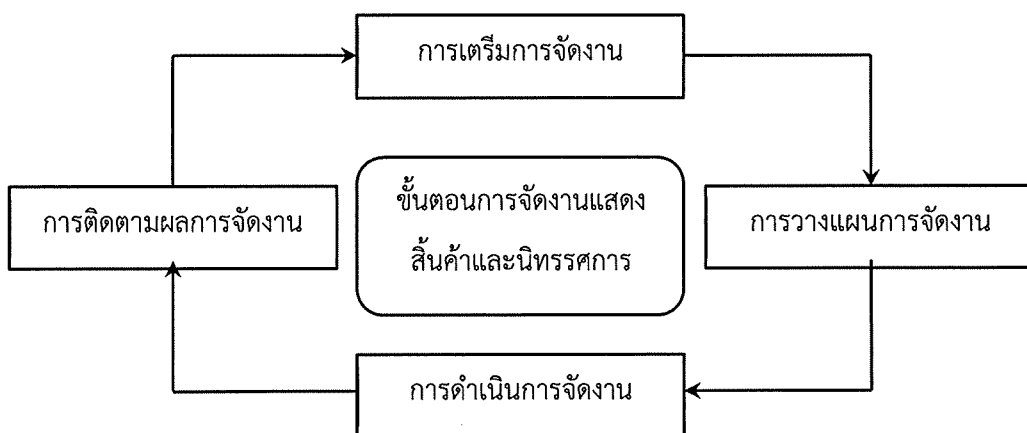 การเตรีมการจัดงาน
ขั้นตอนการจัดงานแสดง
สิ้นค้าและนิทรรศการ
การติดตามผลการจัดงาน
การวางแผนการจัดงาน
การดำเนินการจัดงาน